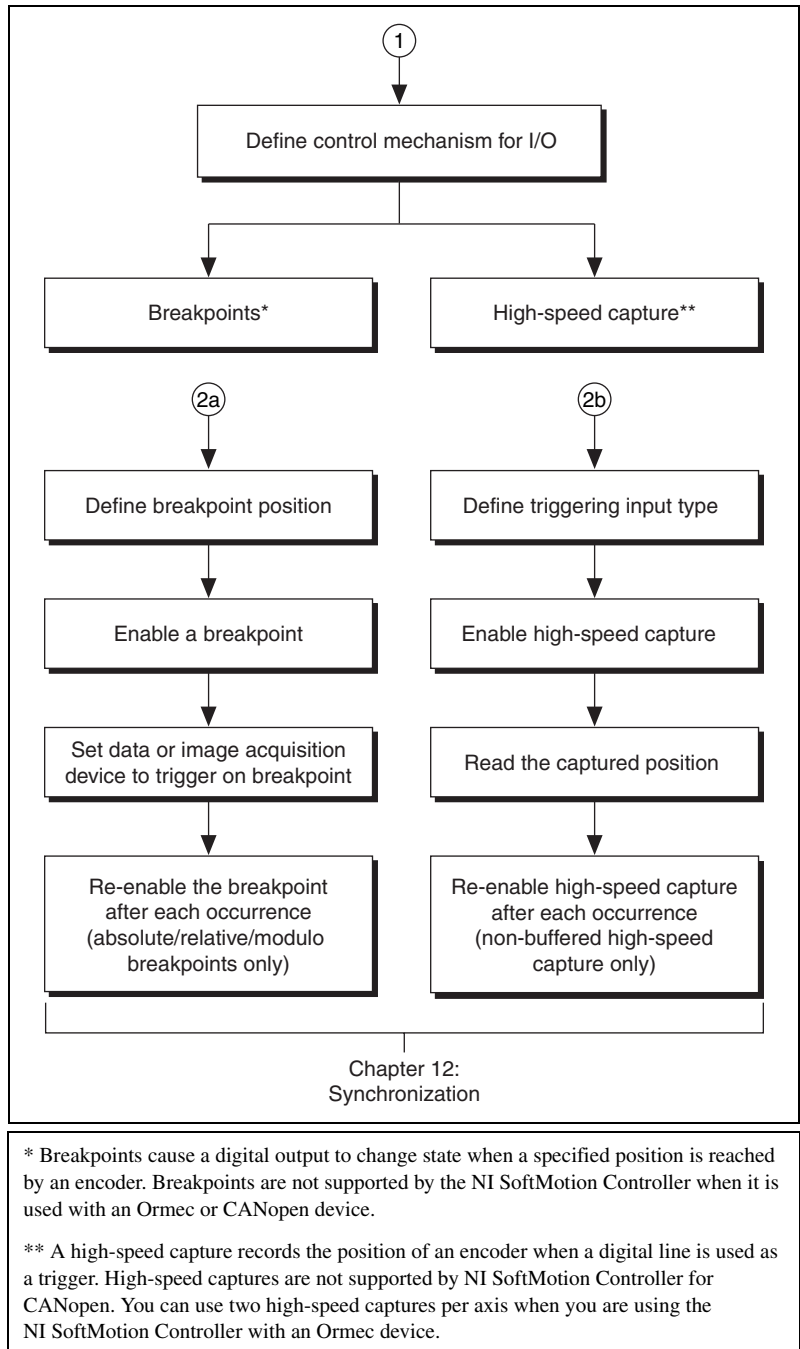 1
Define control mechanism for I/O
Breakpoints*
High-speed capture**
2a
Define breakpoint position
Enable a breakpoint
Set data or image acquisition
device to trigger on breakpoint
Re-enable the breakpoint
after each occurrence
(absolute/relative/modulo
breakpoints only)
2b
Define triggering input type
Enable high-speed capture
Read the captured position
Re-enable high-speed capture
after each occurrence
(non-buffered high-speed
capture only)
Chapter 12:
Synchronization
* Breakpoints cause a digital output to change state when a specified position is reached
by an encoder. Breakpoints are not supported by the NI SoftMotion Controller when it is
used with an Ormec or CANopen device.
** A high-speed capture records the position of an encoder when a digital line is used as
a trigger. High-speed captures are not supported by NI SoftMotion Controller for
CANopen. You can use two high-speed captures per axis when you are using the
NI SoftMotion Controller with an Ormec device.